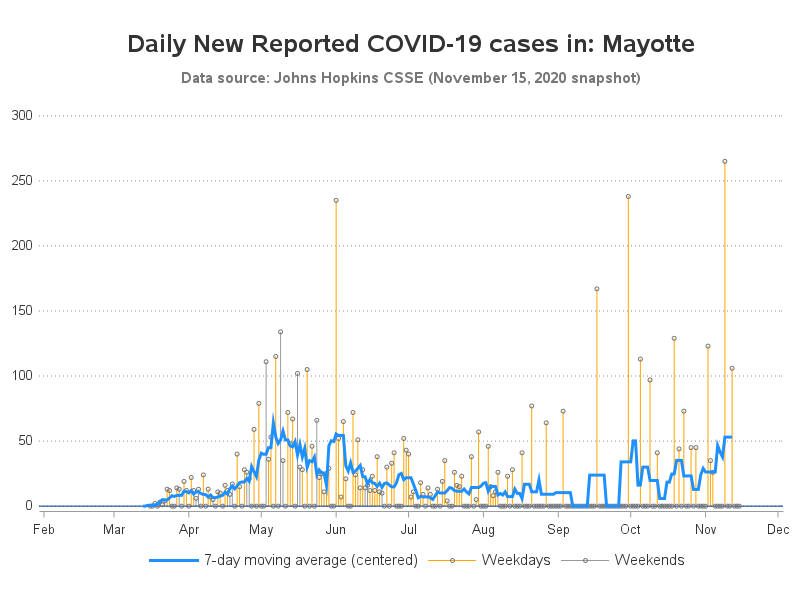 Daily New Reported COVID-19 cases in: Mayotte
Data source: Johns Hopkins CSSE (November 15, 2020 snapshot)
300
250
200
150
100
50
0
Feb Mar Apr May Jun Jul Aug Sep Oct Nov Dec
7-day moving average (centered) Weekdays Weekends